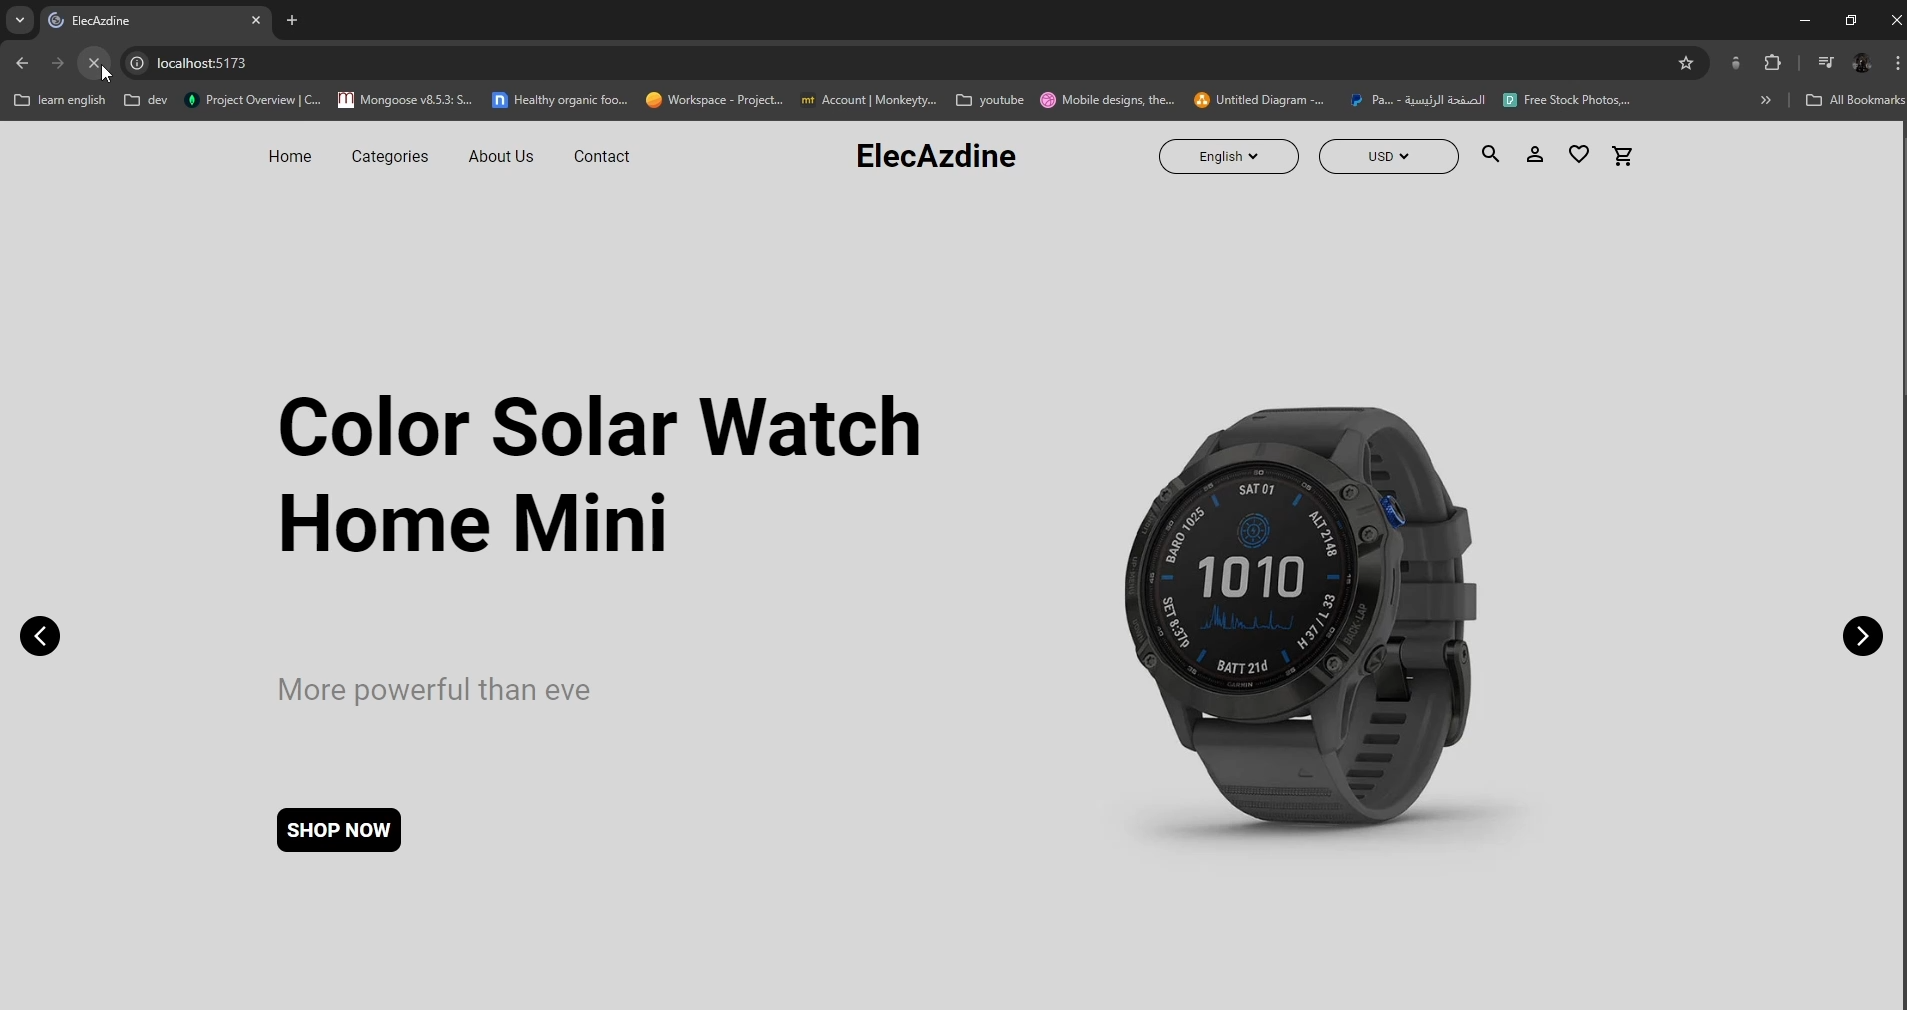 ElecAzdine
localhost:5173
learn english
dev
Project Overview | C...
Mongoose v8.5.3: S...
Healthy organic foo...
Workspace - Project...
mt
Account | Monkeyty...
youtube
Mobile designs, the...
Untitled Diagram -...
Pa... - الصفحة الرئيسية
Free Stock Photos,...
All Bookmarks
Home
Categories
About Us
Contact
ElecAzdine
English
USD
Color Solar Watch
Home Mini
More powerful than eve
SHOP NOW
SAT 01
BARO 1025
ALT 2148
1010
SET 8:37p
H 37 / L 33
BATT 21d
GARMIN
BACK·LAP